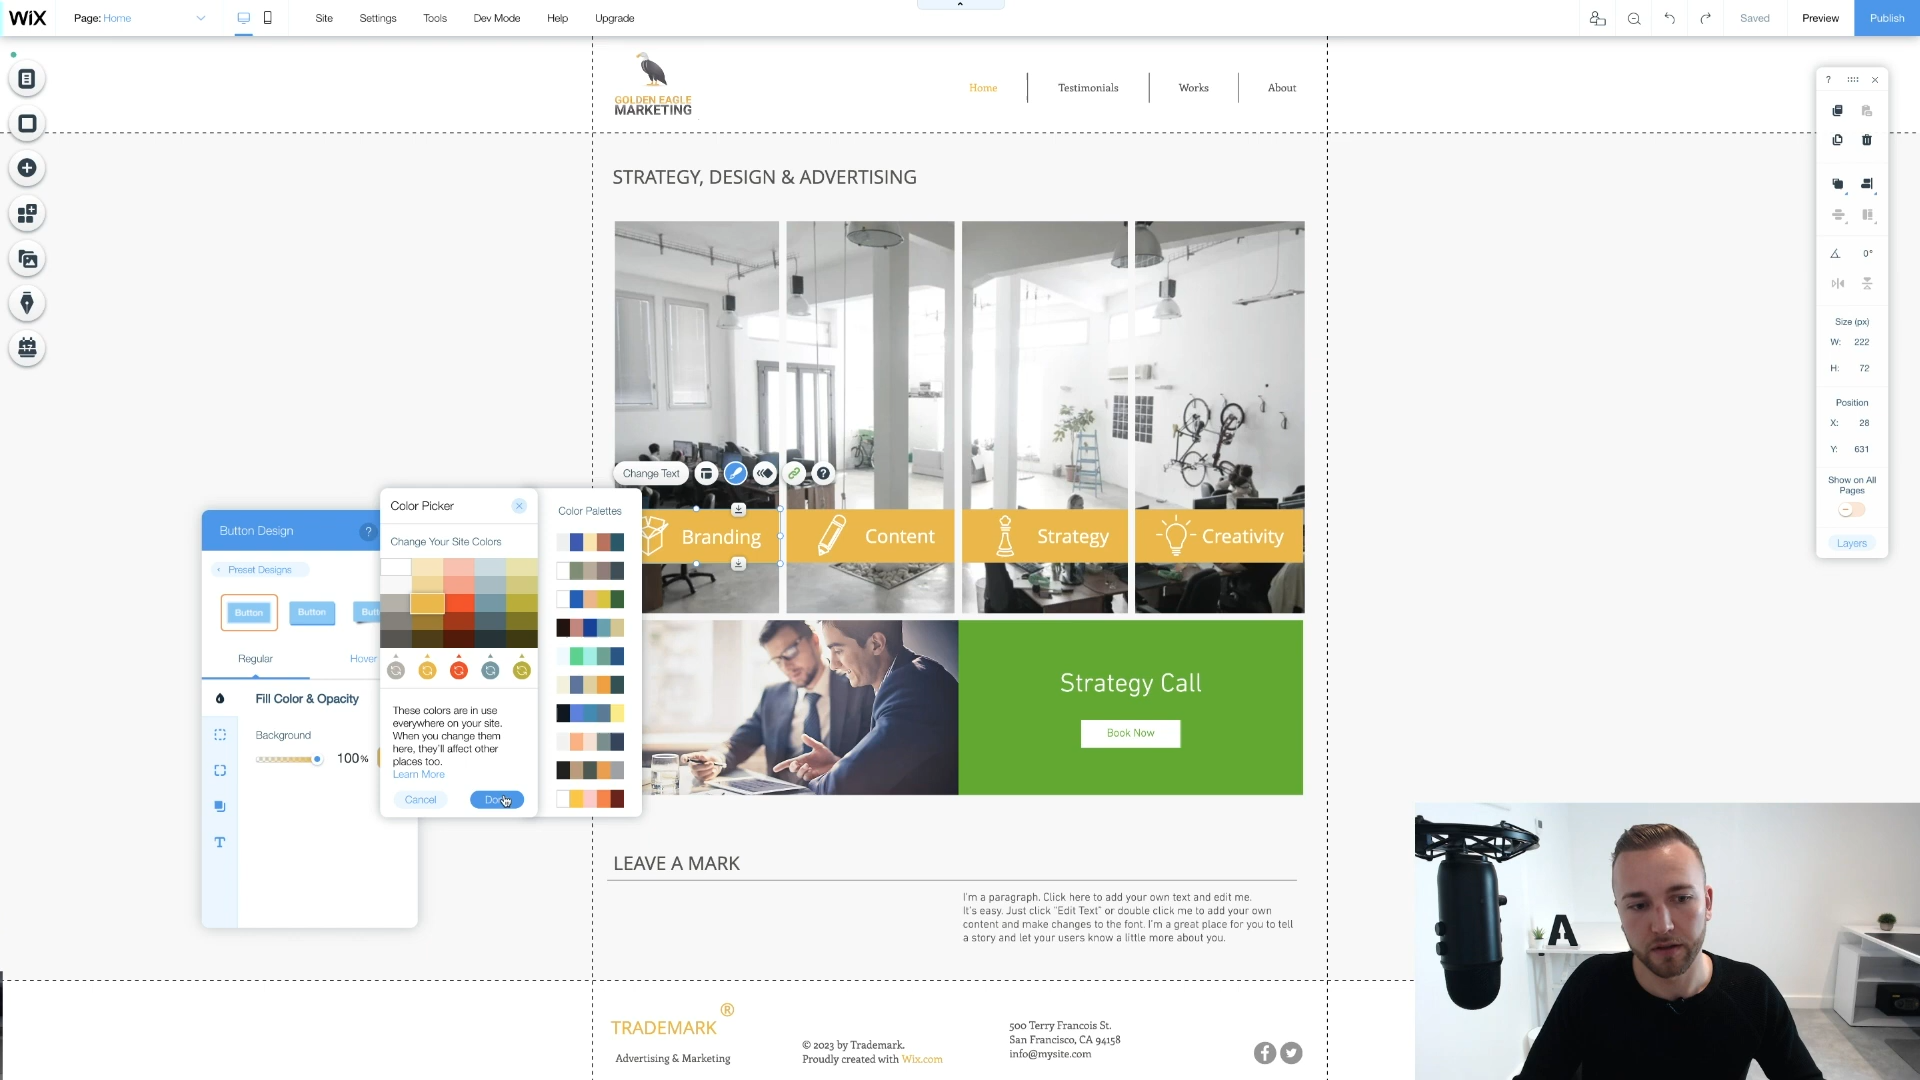 WiX
Page: Home
Site
Settings
Tools
Dev Mode
Help
Upgrade
Saved
Preview
Publish
GOLDEN EAGLE
MARKETING
Home
Testimonials
Works
About
STRATEGY, DESIGN & ADVERTISING
Change Text
?
Branding
Content
Strategy
Creativity
Strategy Call
Book Now
Button Design
?
Preset Designs
Button
Button
Regular
Hover
Fill Color & Opacity
Background
100%
T
Color Picker
Change Your Site Colors
These colors are in use
everywhere on your site.
When you change them
here, they'll affect other
places too.
Learn More
Cancel
Color Palettes
LEAVE A MARK
I'm a paragraph. Click here to add your own text and edit me.
It's easy. Just click "Edit Text" or double click me to add your own
content and make changes to the font. I'm a great place for you to tell
a story and let your users know a little more about you.
®
TRADEMARK
Advertising & Marketing
© 2023 by Trademark.
Proudly created with Wix.com
500 Terry Francois St.
San Francisco, CA 94158
info@mysite.com
?
0°
Size (px)
W: 222
H: 72
Position
X: 28
Y: 631
Show on All
Pages
Layers
17
A